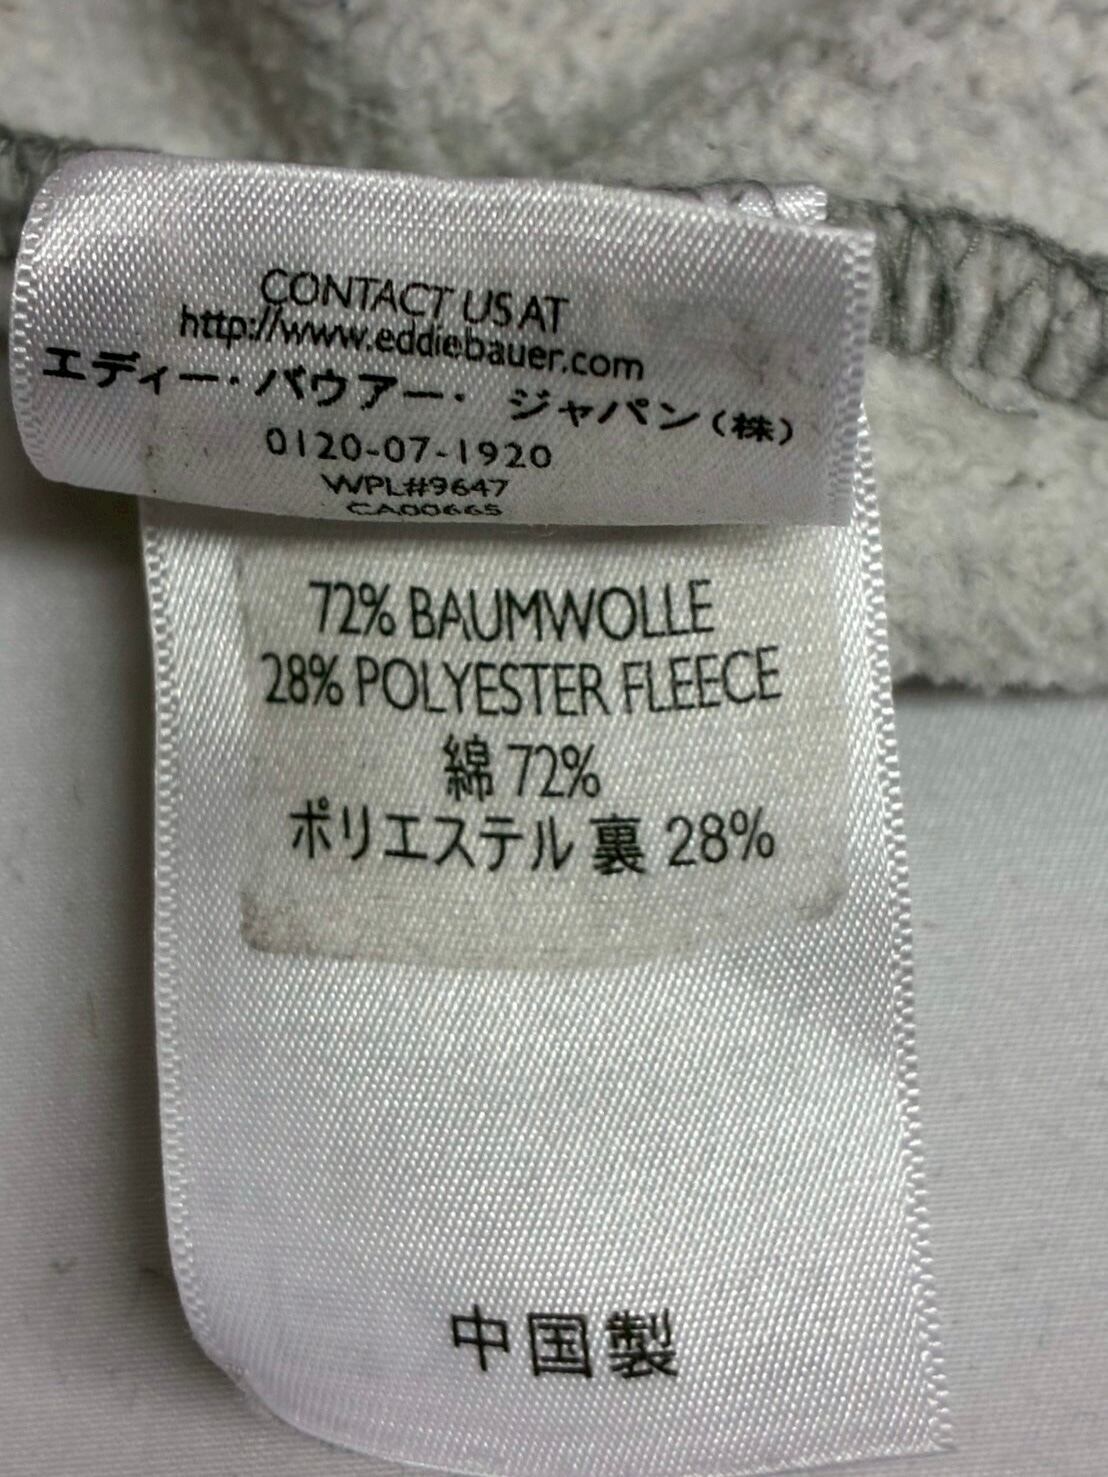 CONTACT US AT
http://www.eddiebauer.com
エディー・バウアー・ジャパン(株)
0120-07-1920
WPL#9647
CA00665
72% BAUMWOLLE
28% POLYESTER FLEECE
綿 72%
ポリエステル 裏 28%
中国製